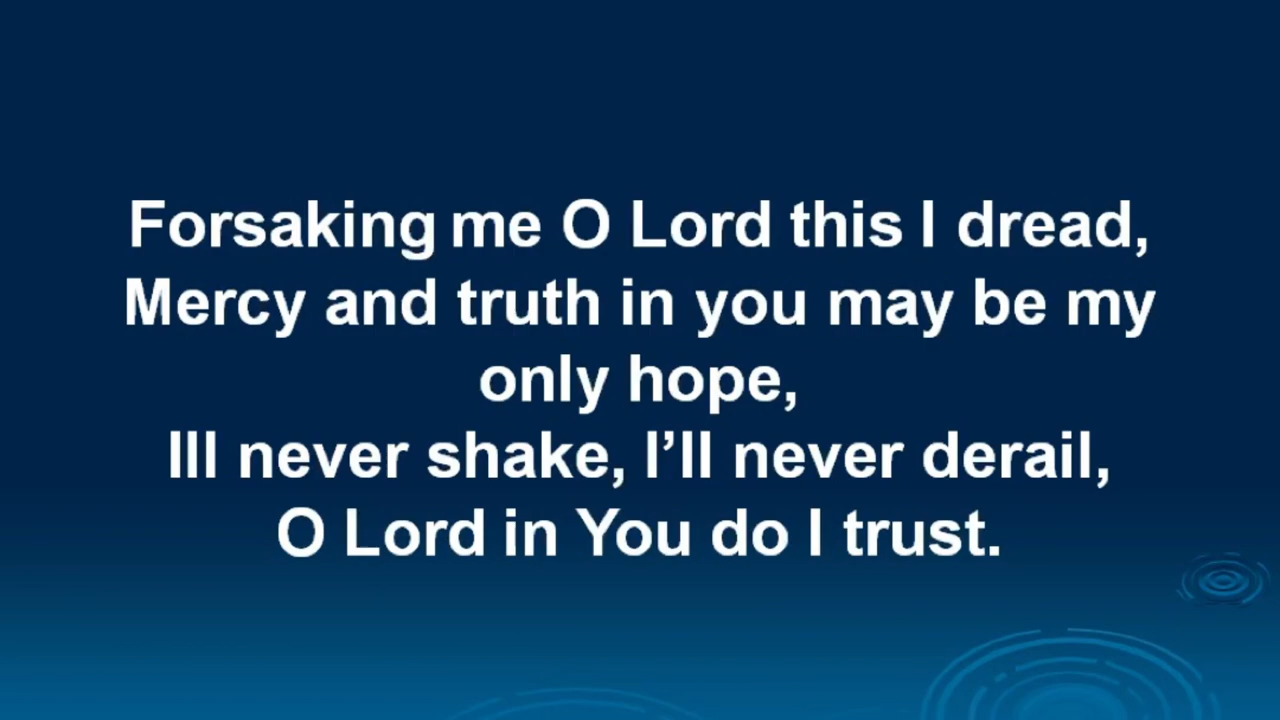 Forsaking me O Lord this I dread,
Mercy and truth in you may be my
only hope,
Ill never shake, I’ll never derail,
O Lord in You do I trust.